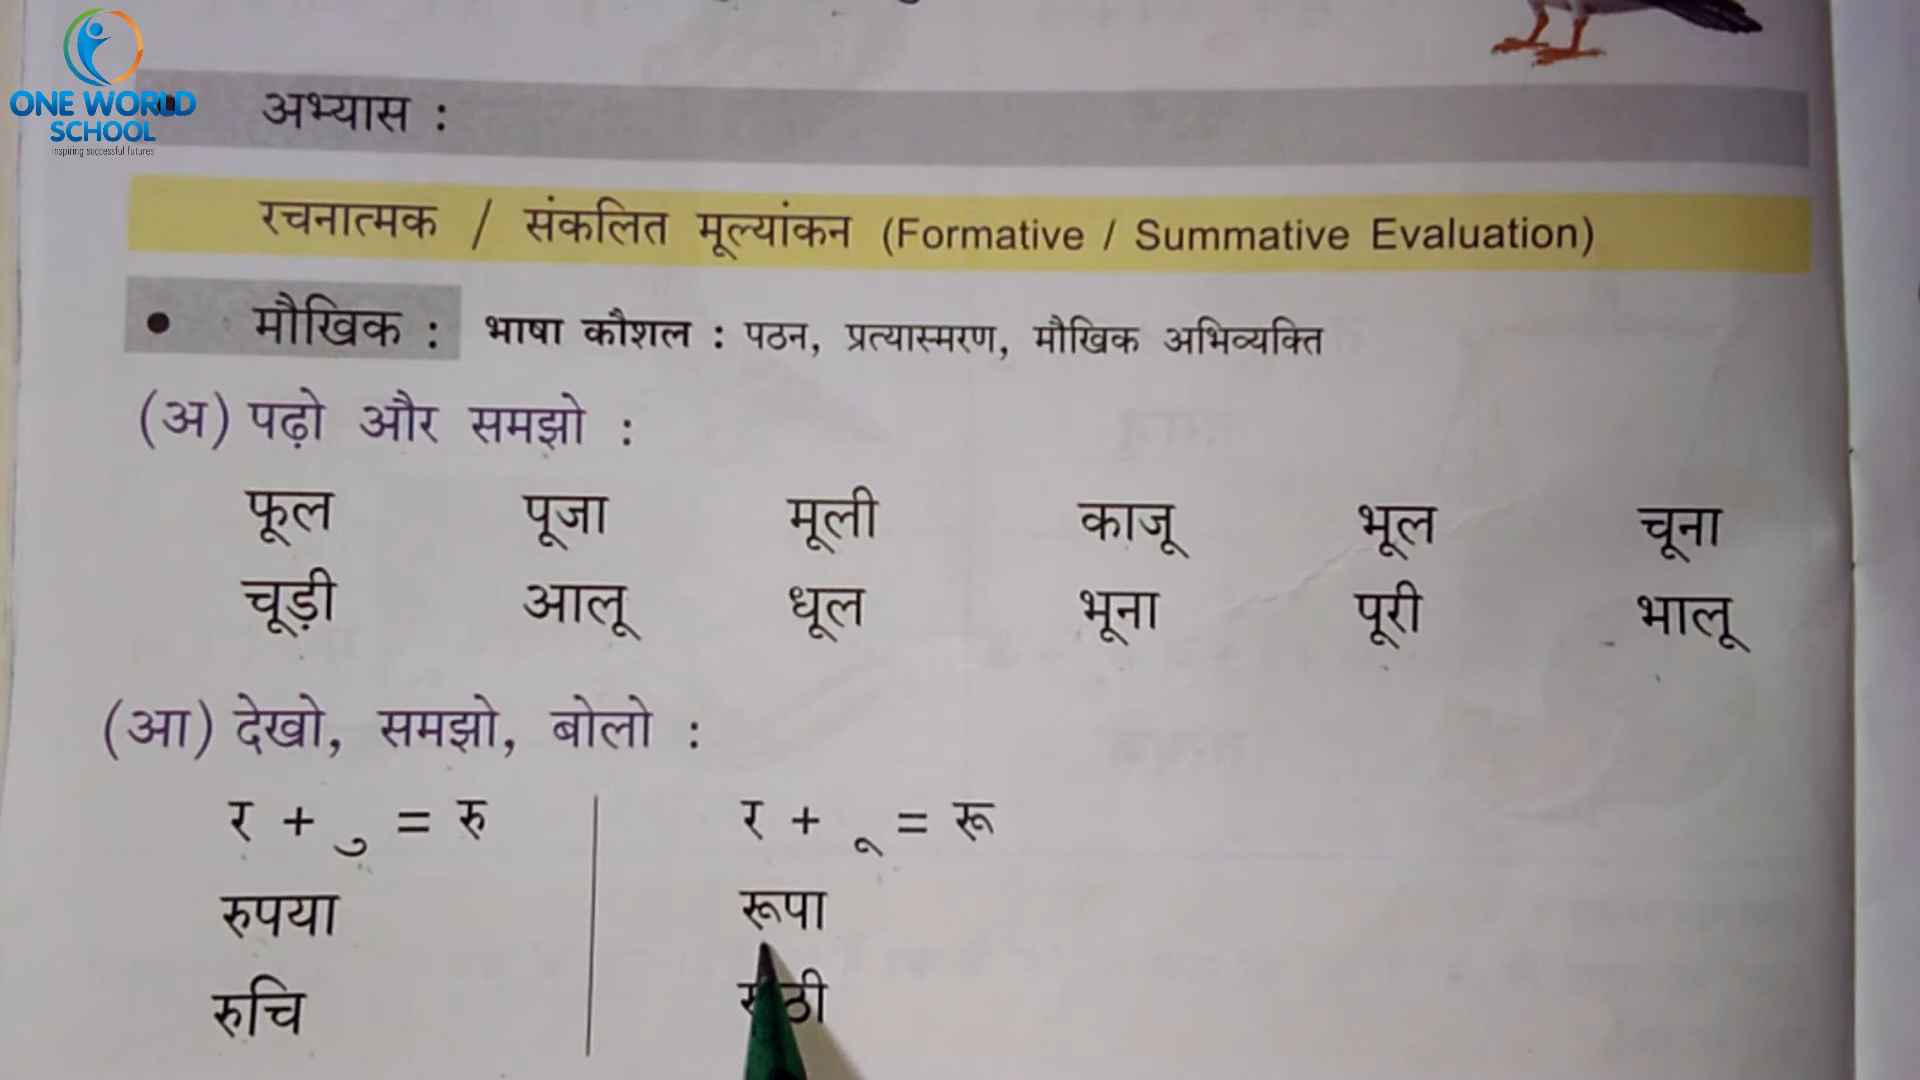 ONE WORLD
SCHOOL
Inspiring successful futures
अभ्यास :
रचनात्मक / संकलित मूल्यांकन (Formative / Summative Evaluation)
• मौखिक : भाषा कौशल : पठन, प्रत्यास्मरण, मौखिक अभिव्यक्ति
(अ) पढ़ो और समझो :
फूल पूजा मूली काजू भूल चूना
चूड़ी आलू धूल भूना पूरी भालू
(आ) देखो, समझो, बोलो :
र + ु = रु र + ू = रू
रुपया रूपा
रुचि